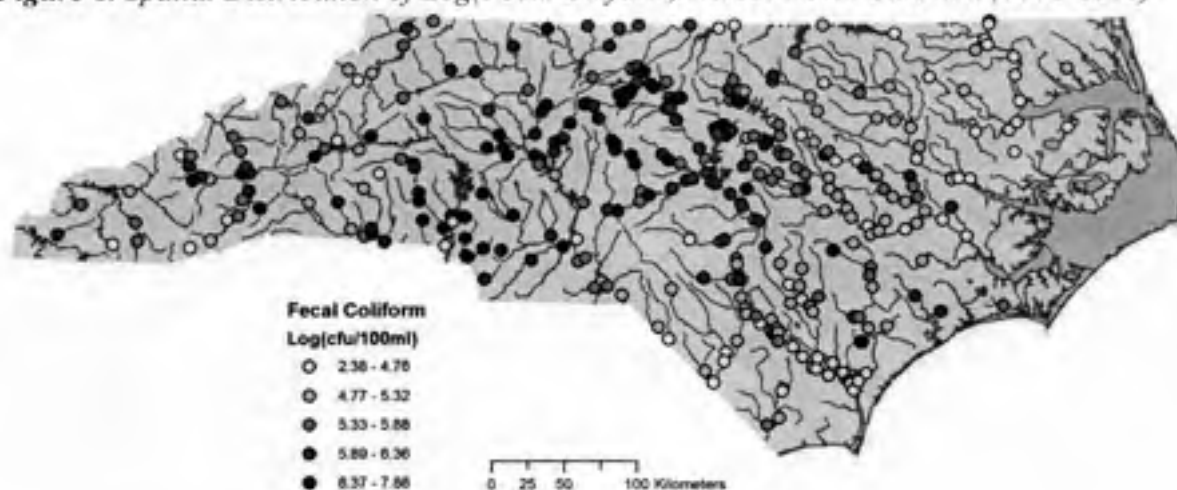 Fecal Coliform
Log(cfu/100ml)
2.38 - 4.76
4.77 - 5.32
5.33 - 5.88
5.89 - 6.36
6.37 - 7.88
0 25 50 100 Kilometers